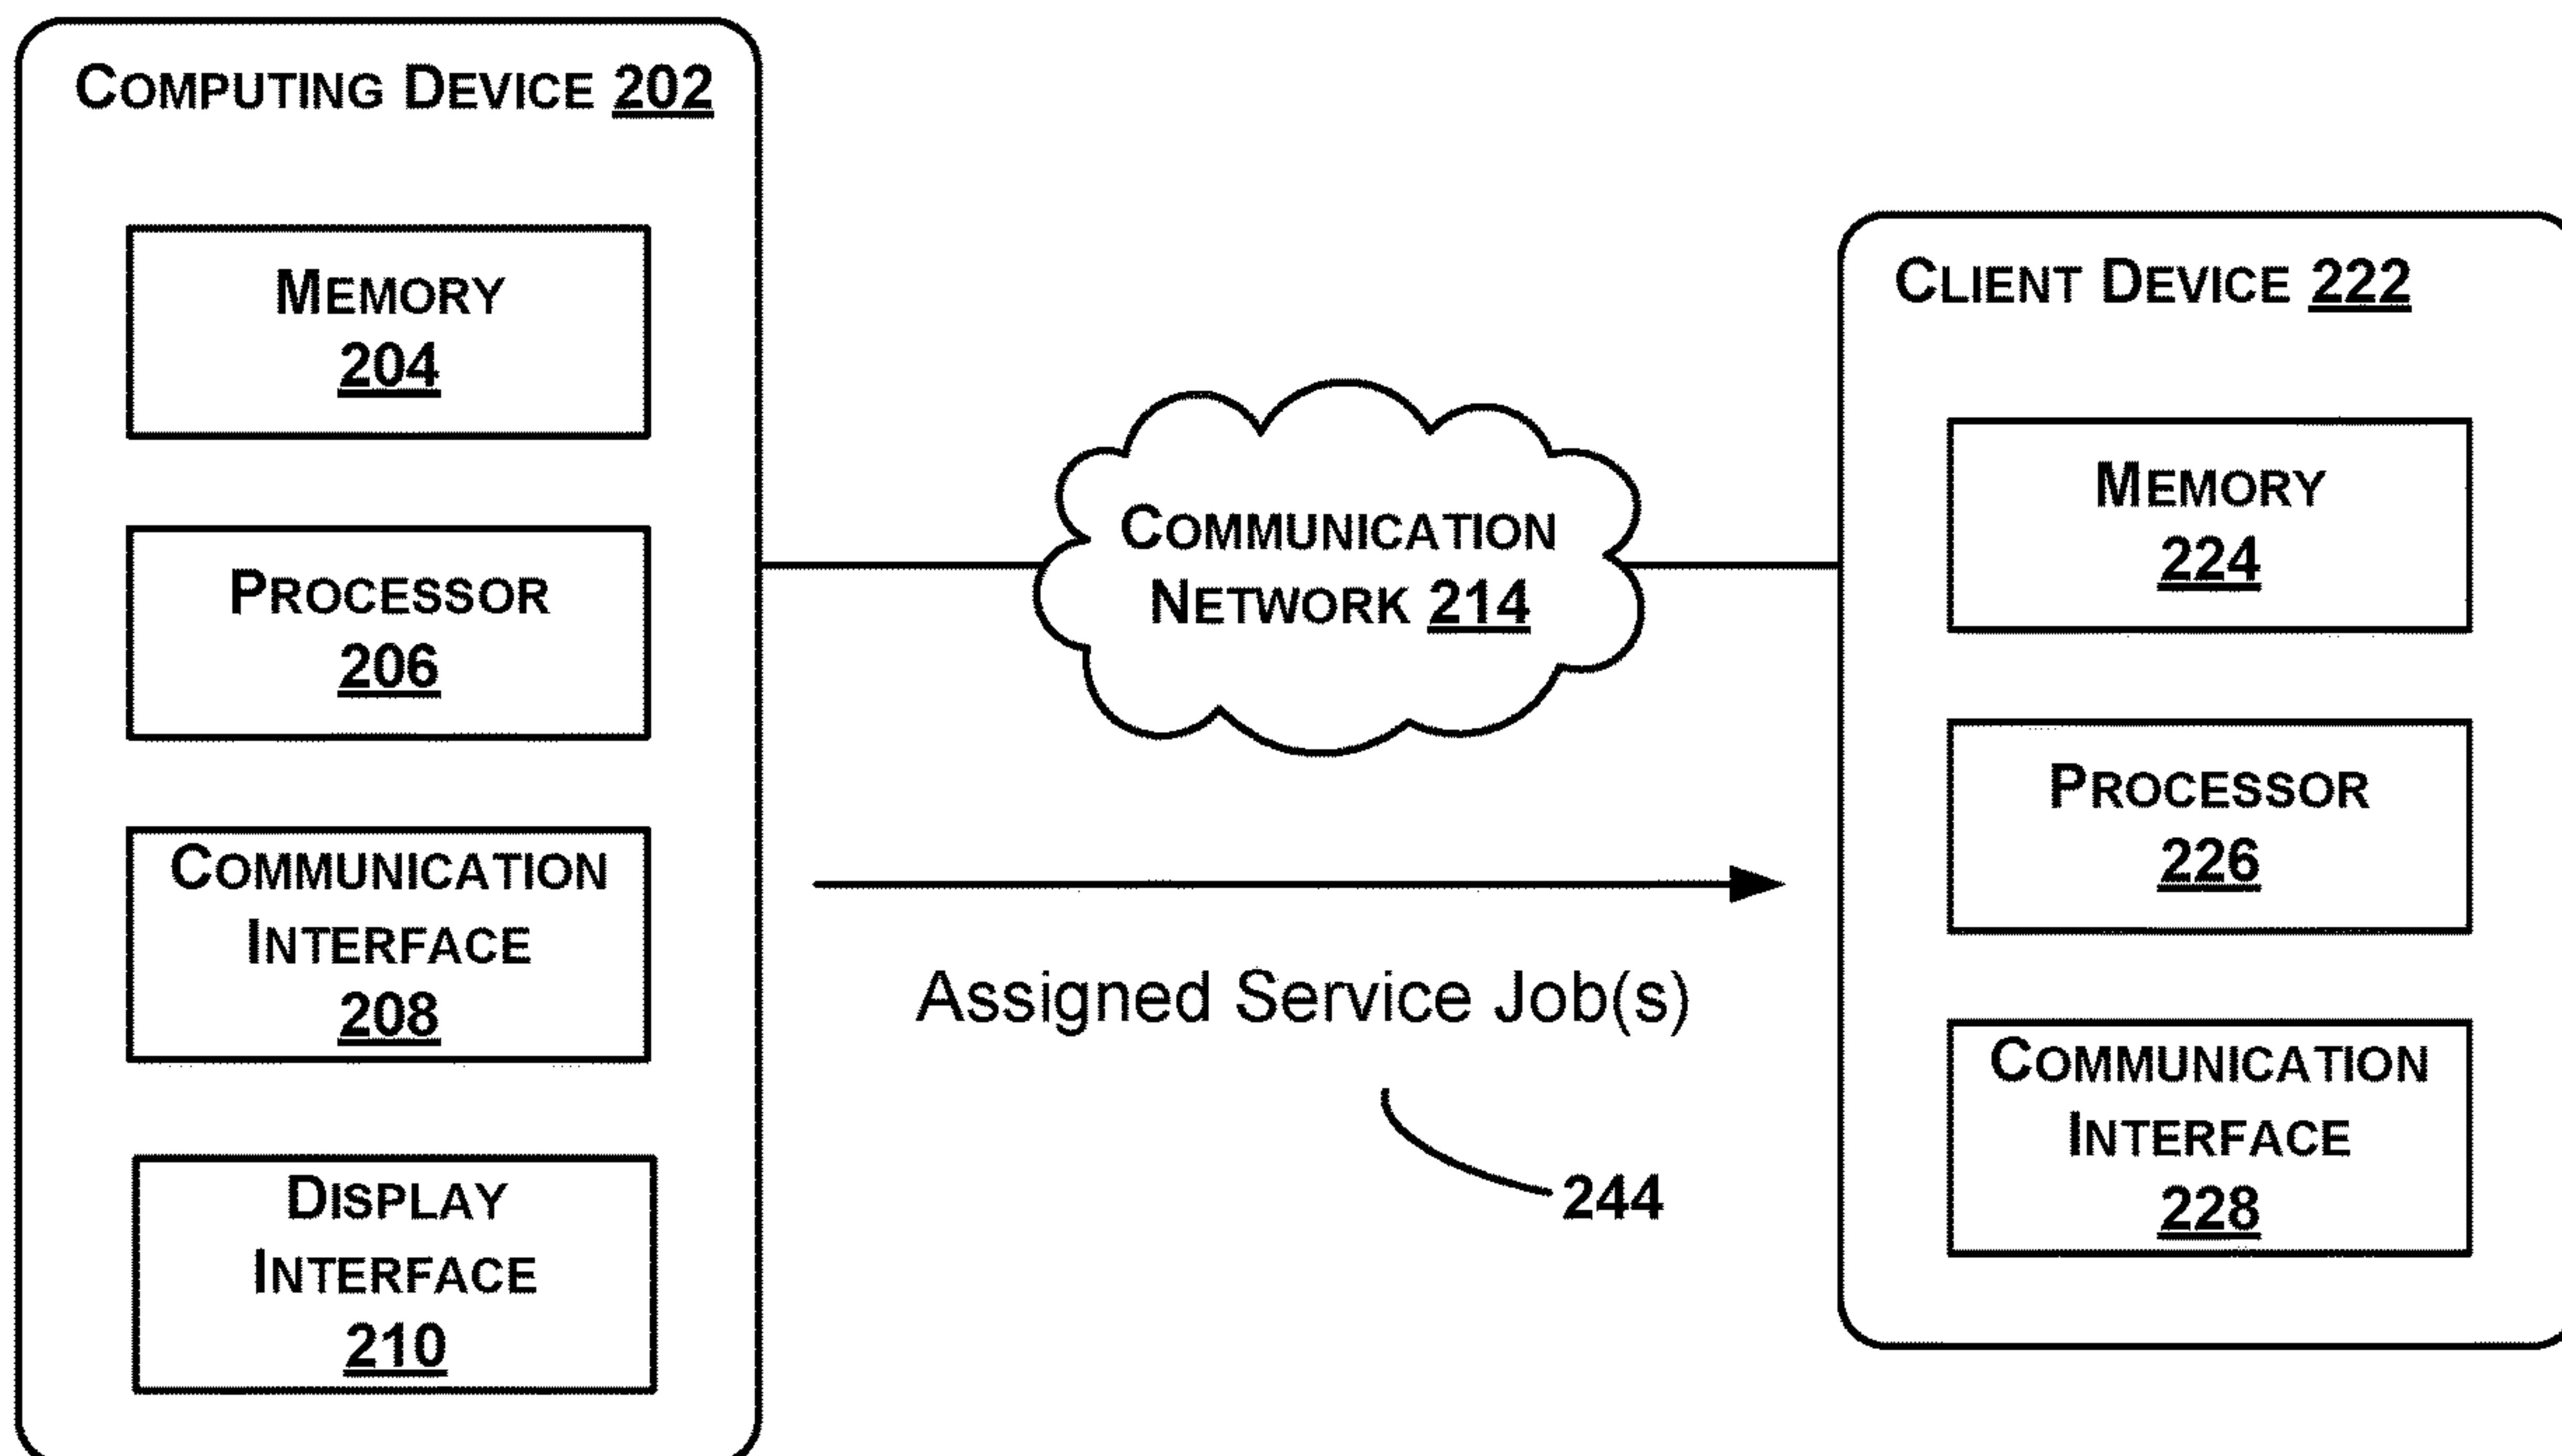 COMPUTING DEVICE 202
MEMORY
204
PROCESSOR
206
COMMUNICATION
INTERFACE
208
DISPLAY
INTERFACE
210
COMMUNICATION
NETWORK 214
Assigned Service Job(s)
244
CLIENT DEVICE 222
MEMORY
224
PROCESSOR
226
COMMUNICATION
INTERFACE
228